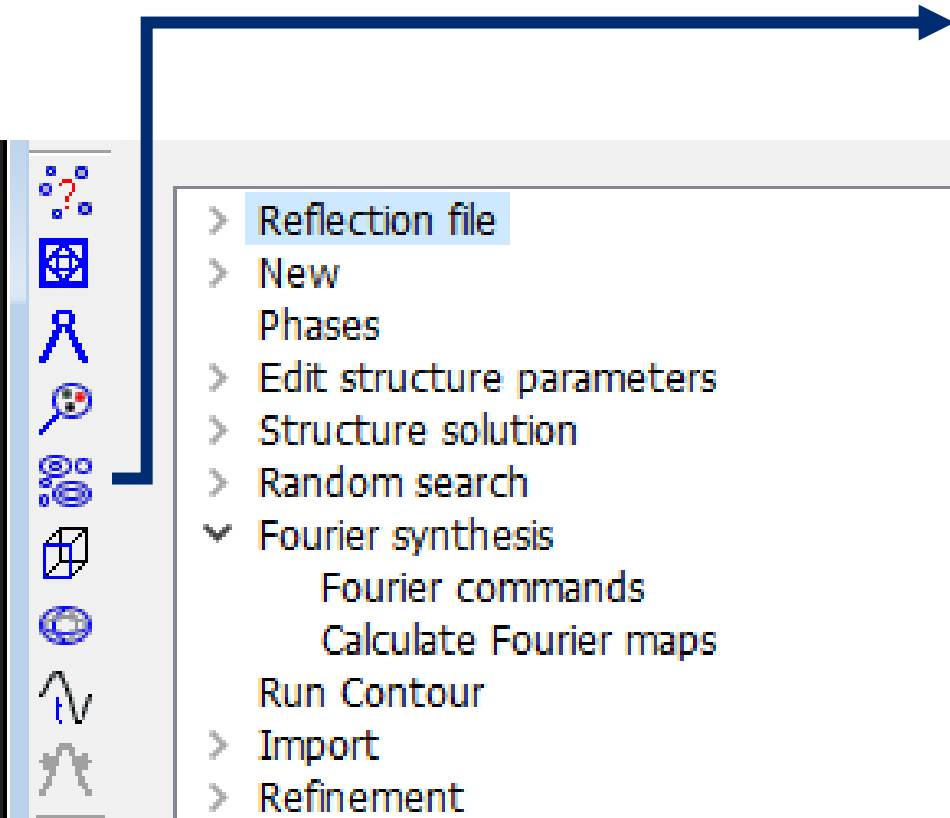 ?
Reflection file
New
Phases
Edit structure parameters
Structure solution
Random search
Fourier synthesis
Fourier commands
Calculate Fourier maps
t
Run Contour
Import
Refinement